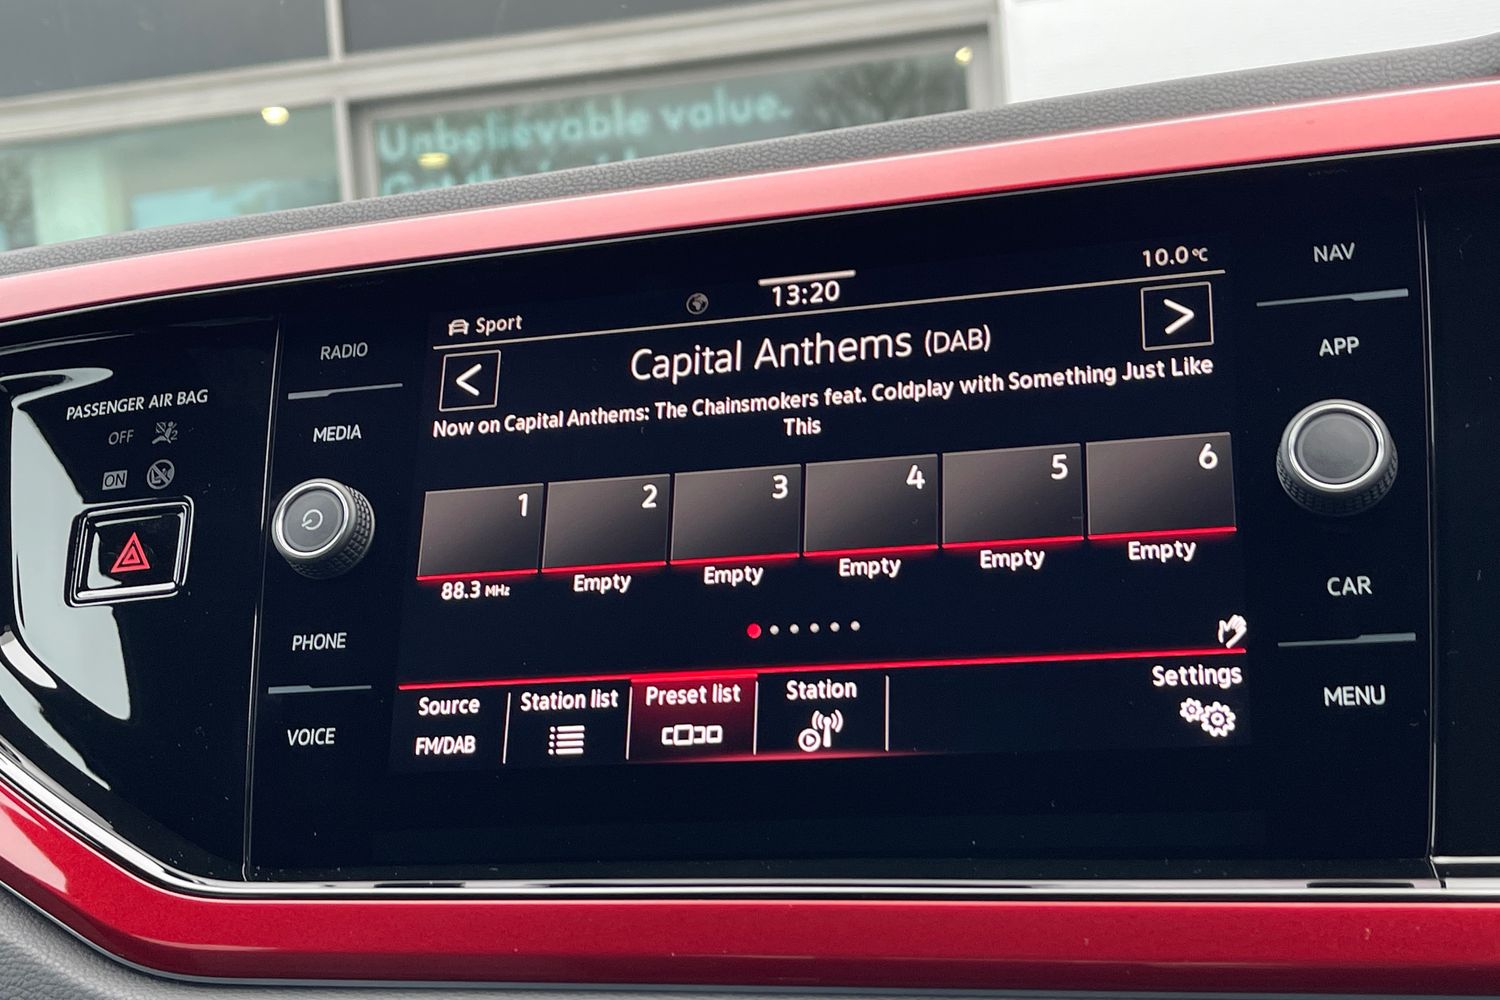 Unbelievable value.
10.0°C
13:20
Sport
NAV
RADIO
APP
Capital Anthems (DAB)
<
>
Now on Capital Anthems: The Chainsmokers feat. Coldplay with Something Just Like
This
PASSENGER AIR BAG
OFF
ON
MEDIA
1
2
3
4
5
6
88.3 MHz
Empty
Empty
Empty
Empty
Empty
CAR
PHONE
Source
FM/DAB
Station list
Preset list
Station
Settings
MENU
VOICE